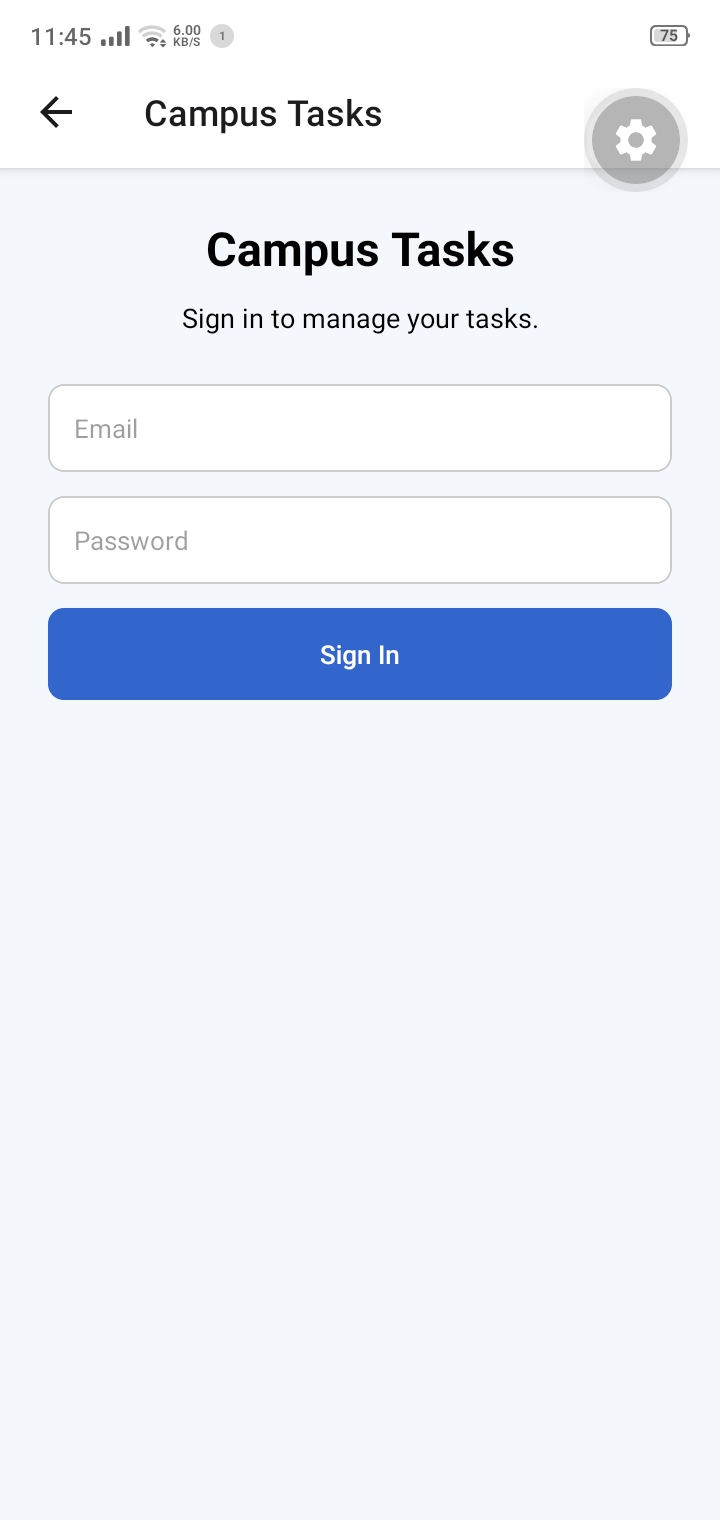 11:45 6.00 KB/S 1 75
Campus Tasks
Campus Tasks
Sign in to manage your tasks.
Email
Password
Sign In